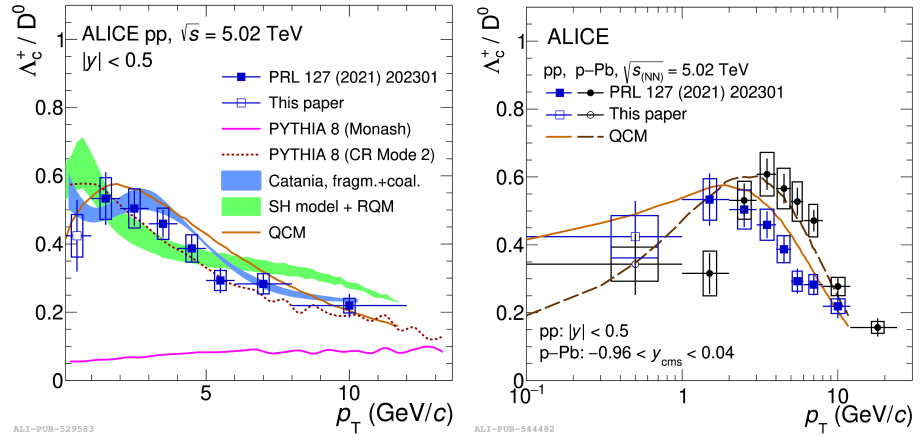 Λc+ / D0
ALICE pp, √s = 5.02 TeV
|y| < 0.5
PRL 127 (2021) 202301
This paper
PYTHIA 8 (Monash)
PYTHIA 8 (CR Mode 2)
Catania, fragm.+coal.
SH model + RQM
QCM
1
0.8
0.6
0.4
0.2
0
5
10
pT (GeV/c)
ALI-PUB-529583
Λc+ / D0
ALICE
pp, p−Pb, √s(NN) = 5.02 TeV
PRL 127 (2021) 202301
This paper
QCM
1
0.8
0.6
0.4
0.2
0
pp: |y| < 0.5
p−Pb: −0.96 < ycms < 0.04
10−1
1
10
pT (GeV/c)
ALI-PUB-544482